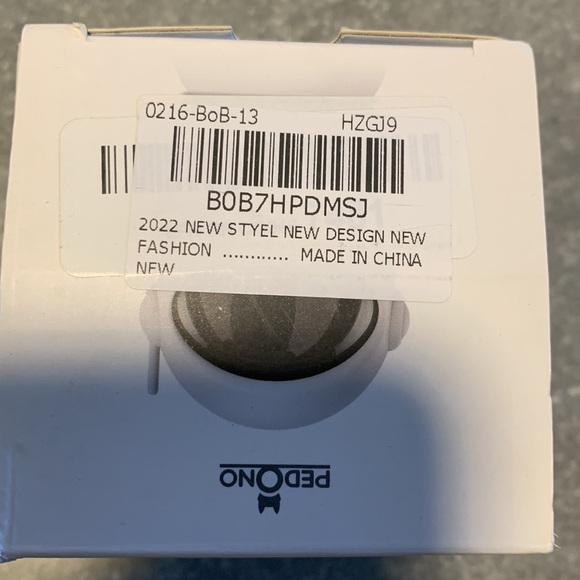 0216-BoB-13 HZGJ9
B0B7HPDMSJ
2022 NEW STYEL NEW DESIGN NEW
FASHION ............ MADE IN CHINA
NEW
PEDONO